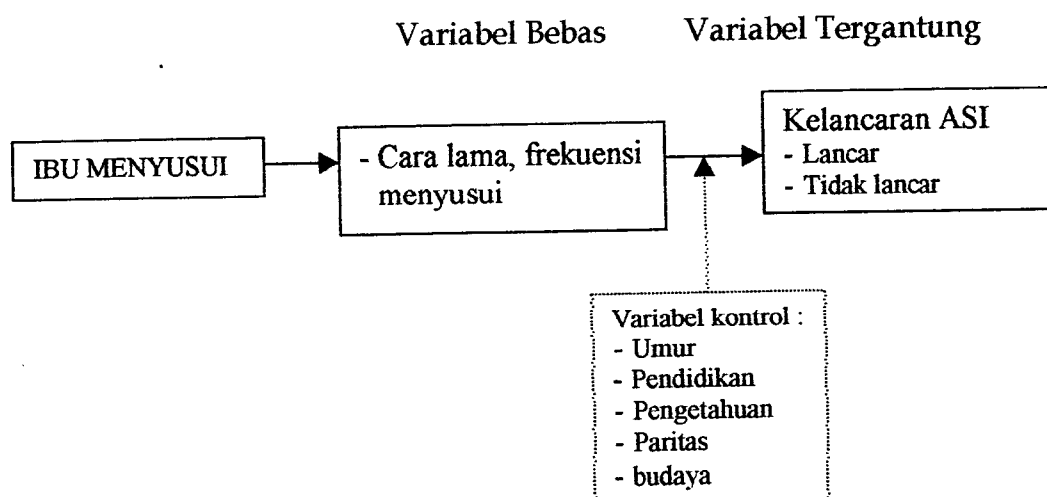 Variabel Bebas
Variabel Tergantung
IBU MENYUSUI
- Cara lama, frekuensi
menyusui
Kelancaran ASI
- Lancar
- Tidak lancar
Variabel kontrol :
- Umur
- Pendidikan
- Pengetahuan
- Paritas
- budaya